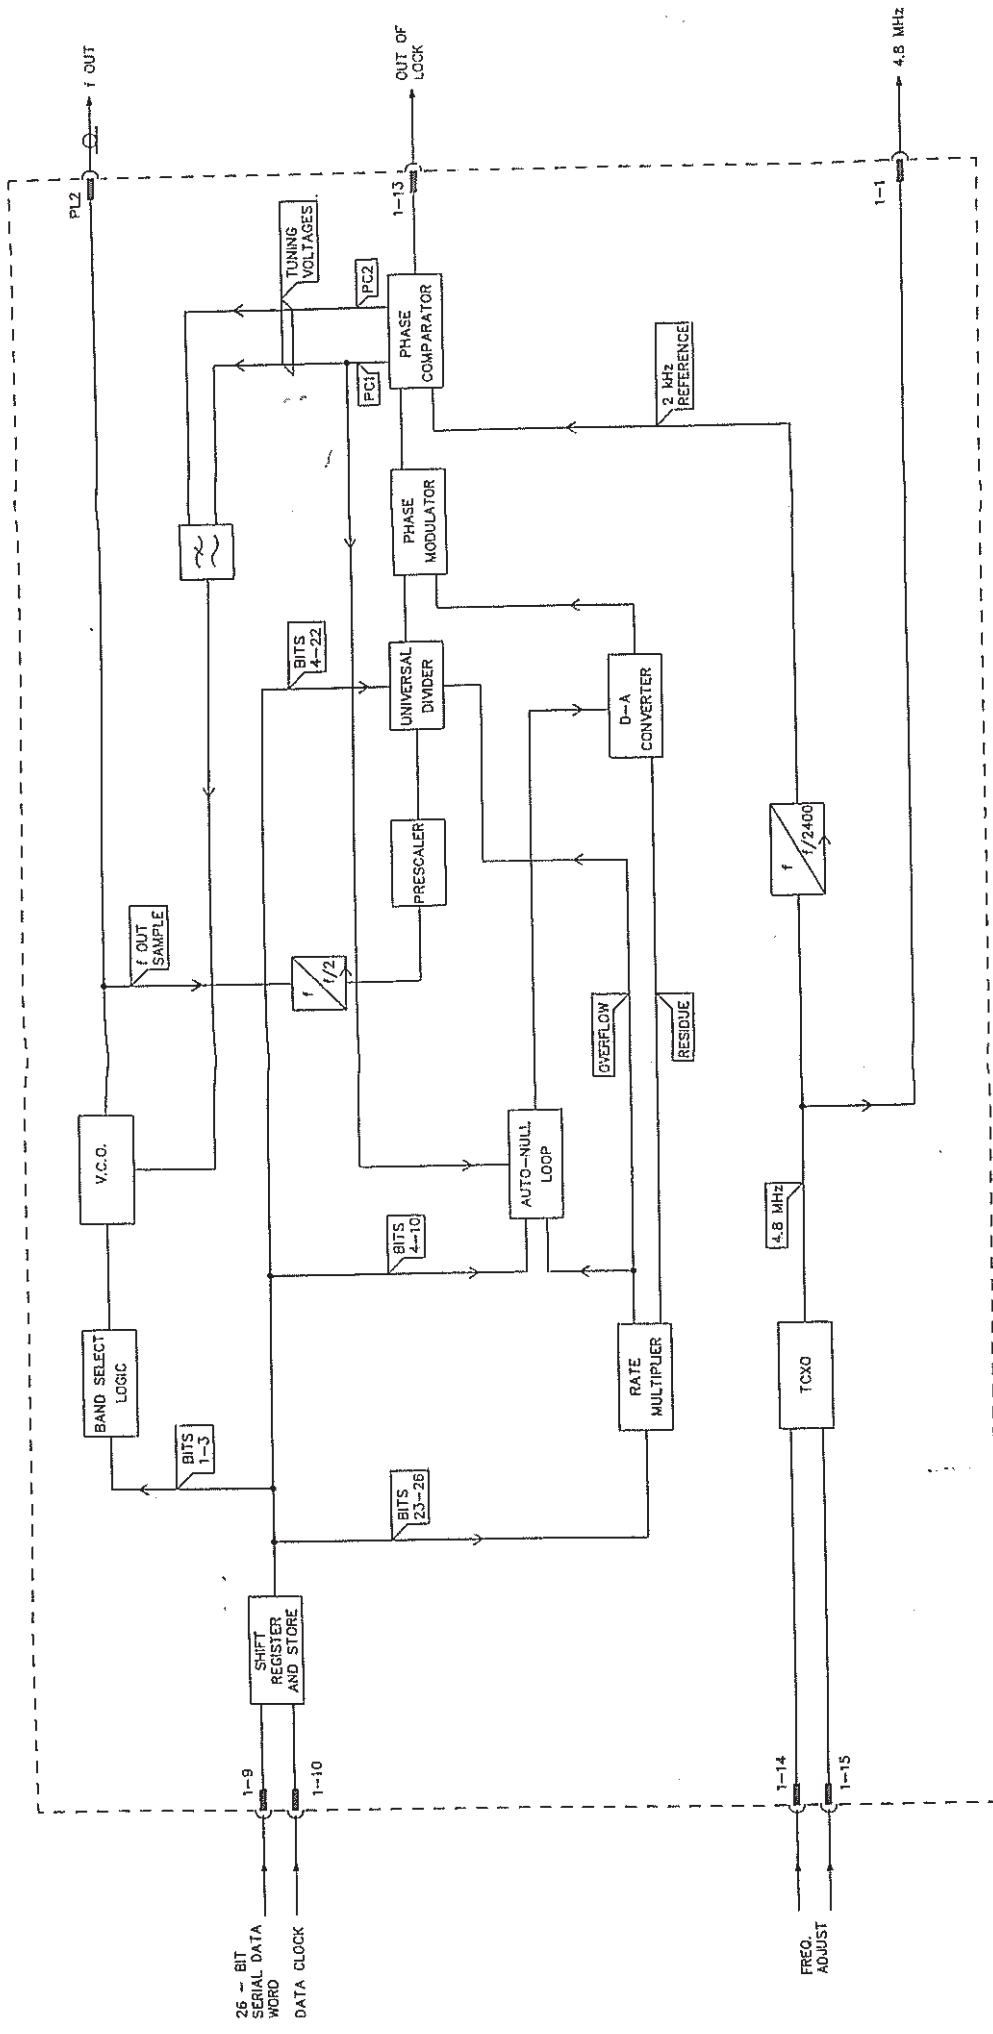 26 - BIT
SERIAL DATA
WORD
DATA CLOCK
1-9
1-10
SHIFT
REGISTER
AND STORE
BITS
1-3
BAND SELECT
LOGIC
V.C.O.
f OUT
SAMPLE
PL2
f OUT
BITS
23-26
BITS
4-10
BITS
4-22
f
f/2
PRESCALER
UNIVERSAL
DIVIDER
PHASE
MODULATOR
PHASE
COMPARATOR
PC1
PC2
TUNING
VOLTAGES
1-13
OUT OF
LOCK
AUTO-NULL
LOOP
RATE
MULTIPLIER
OVERFLOW
RESIDUE
D-A
CONVERTER
2 kHz
REFERENCE
FREQ.
ADJUST
1-14
1-15
TCXO
4.8 MHz
f
f/2400
1-1
4.8 MHz